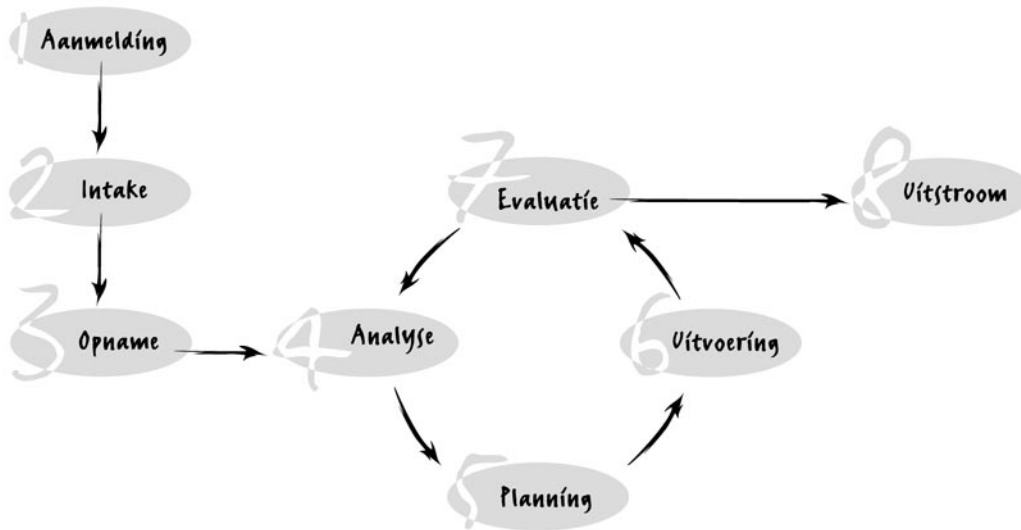 1 Aanmelding
2 Intake
3 Opname
4 Analyse
5 Planning
6 Uitvoering
7 Evaluatie
8 Uitstroom